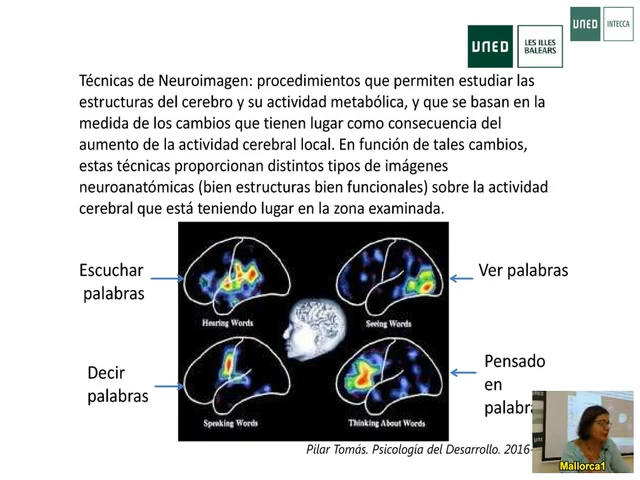 UNED
INTECCA
UNED
LES ILLES
BALEARS
Técnicas de Neuroimagen: procedimientos que permiten estudiar las
estructuras del cerebro y su actividad metabólica, y que se basan en la
medida de los cambios que tienen lugar como consecuencia del
aumento de la actividad cerebral local. En función de tales cambios,
estas técnicas proporcionan distintos tipos de imágenes
neuroanatómicas (bien estructuras bien funcionales) sobre la actividad
cerebral que está teniendo lugar en la zona examinada.
Escuchar
palabras
Ver palabras
Hearing Words
Seeing Words
Decir
palabras
Pensado
en
Speaking Words
Thinking About Words
Pilar Tomás. Psicología del Desarrollo. 2016-
Mallorca1